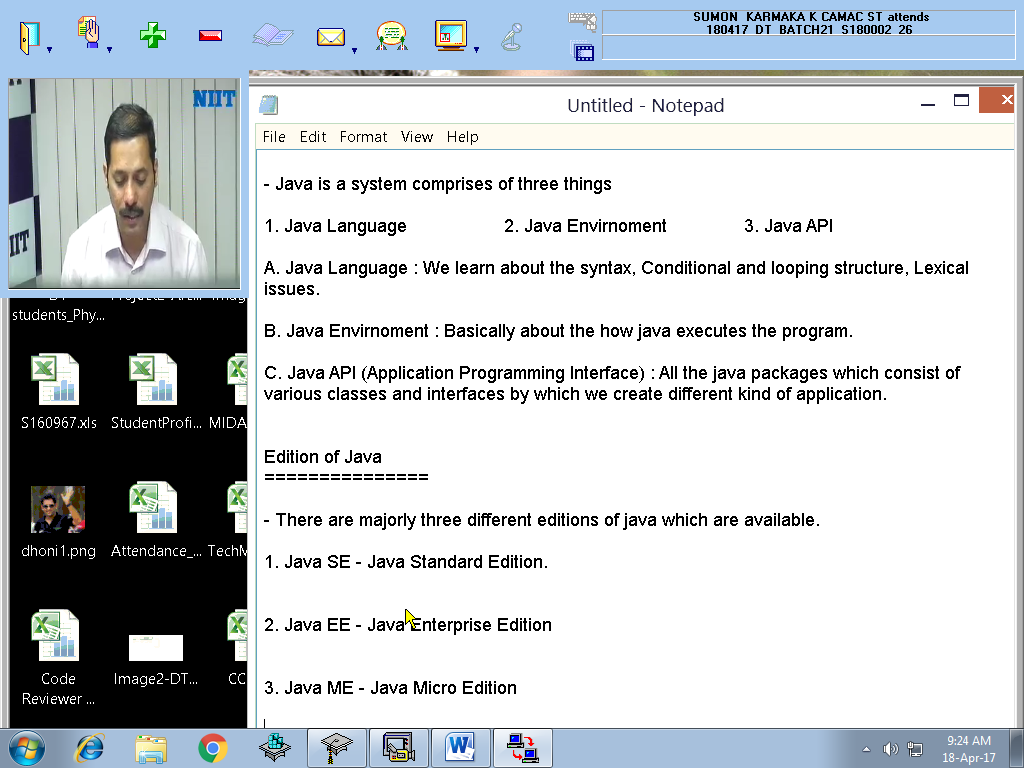 SUMON KARMAKA K CAMAC ST attends
180417 DT BATCH21 S180002 26
NIIT
IIT
Untitled - Notepad
File Edit Format View Help
- Java is a system comprises of three things
1. Java Language 2. Java Envirnoment 3. Java API
A. Java Language : We learn about the syntax, Conditional and looping structure, Lexical
issues.
B. Java Envirnoment : Basically about the how java executes the program.
C. Java API (Application Programming Interface) : All the java packages which consist of
various classes and interfaces by which we create different kind of application.
Edition of Java
===============
- There are majorly three different editions of java which are available.
1. Java SE - Java Standard Edition.
2. Java EE - Java Enterprise Edition
3. Java ME - Java Micro Edition
students_Phy...
S160967.xls StudentProfi... MIDA
dhoni1.png Attendance_... TechM
Code Image2-DT... CC
Reviewer ...
9:24 AM
18-Apr-17